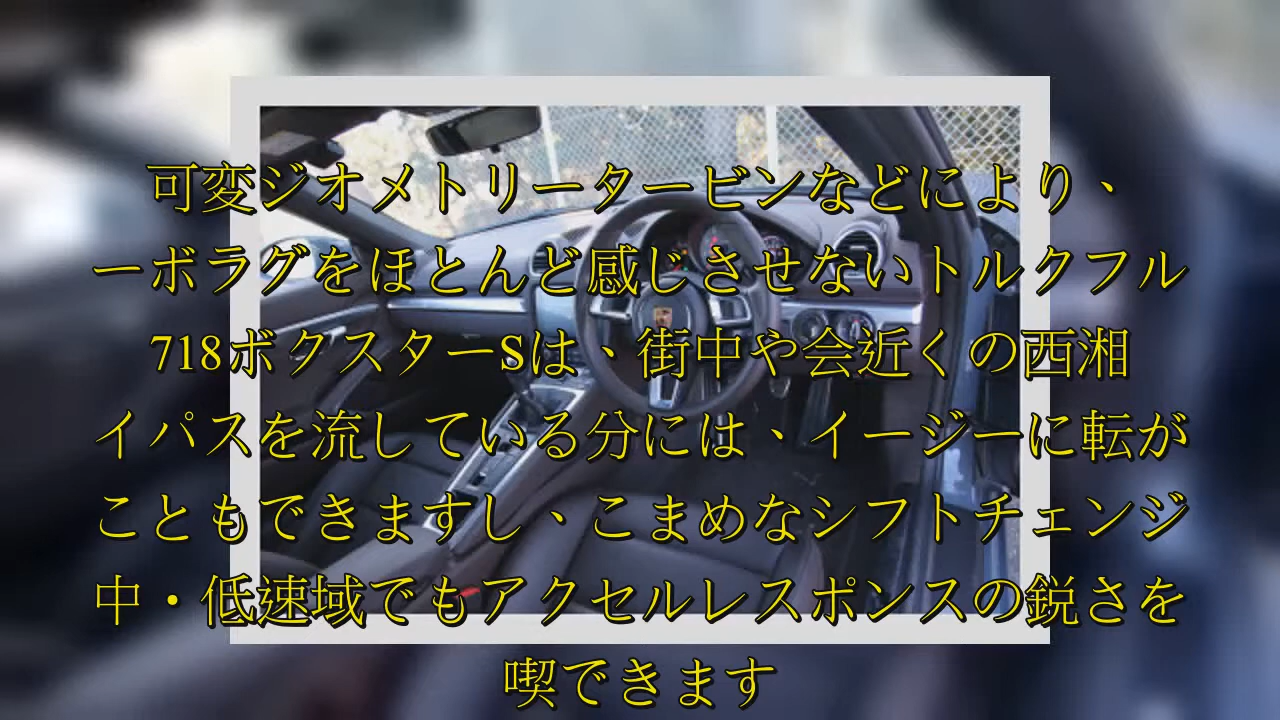 可変ジオメトリータービンなどにより、
ーボラグをほとんど感じさせないトルクフル
718ボクスターSは、街中や会近くの西湘
イパスを流している分には、イージーに転が
こともできますし、こまめなシフトチェンジ
中・低速域でもアクセルレスポンスの鋭さを
喫できます